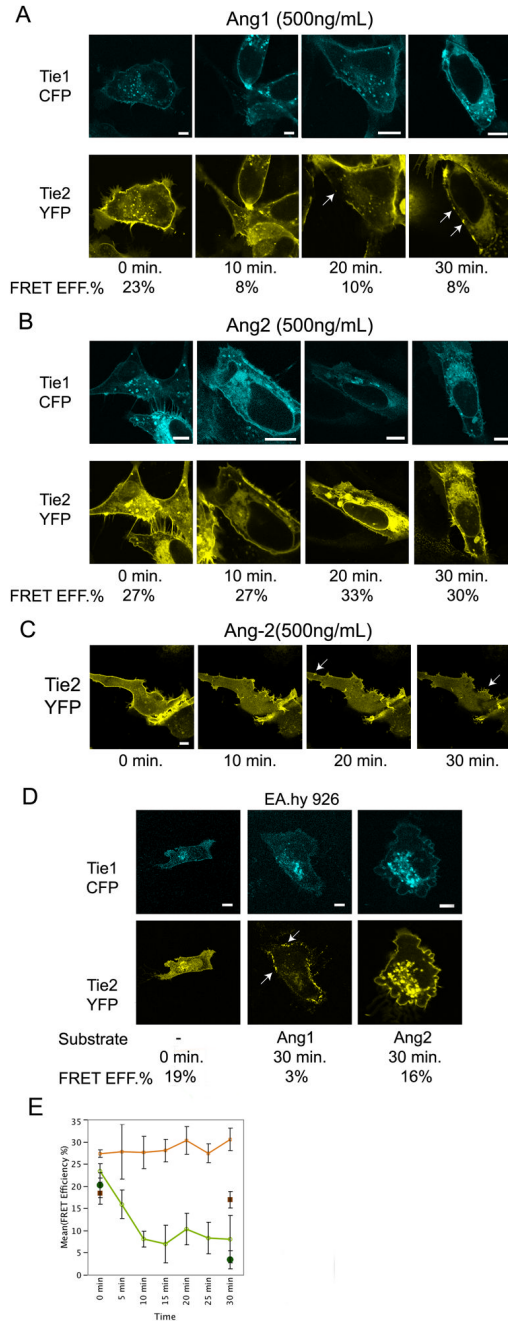 A
Ang1 (500ng/mL)
Tie1
CFP
Tie2
YFP
0 min. 10 min. 20 min. 30 min.
FRET EFF.% 23% 8% 10% 8%
B
Ang2 (500ng/mL)
Tie1
CFP
Tie2
YFP
0 min. 10 min. 20 min. 30 min.
FRET EFF.% 27% 27% 33% 30%
C
Ang-2(500ng/mL)
Tie2
YFP
0 min. 10 min. 20 min. 30 min.
D
EA.hy 926
Tie1
CFP
Tie2
YFP
Substrate - Ang1 Ang2
0 min. 30 min. 30 min.
FRET EFF.% 19% 3% 16%
E
Mean(FRET Efficiency %)
35
30
25
20
15
10
5
0
0 min 5 min 10 min 15 min 20 min 25 min 30 min
Time